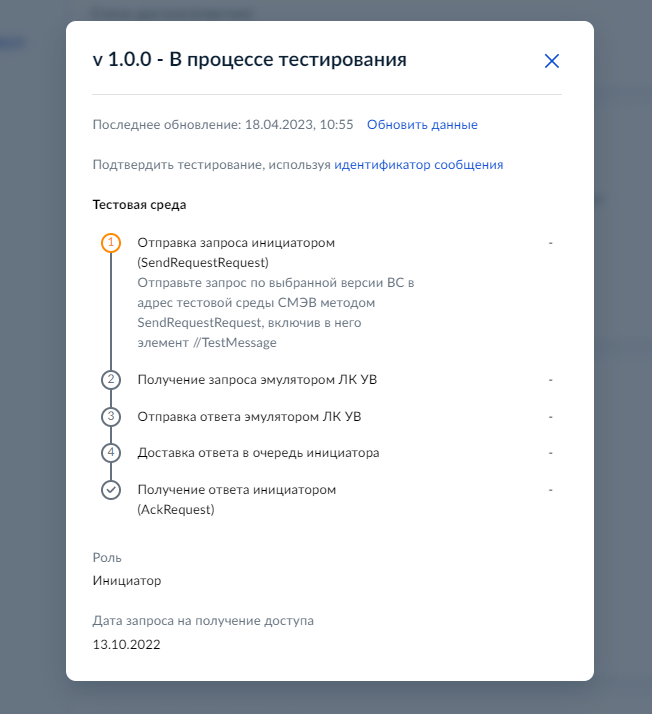 v 1.0.0 - В процессе тестирования
Последнее обновление: 18.04.2023, 10:55 Обновить данные
Подтвердить тестирование, используя идентификатор сообщения
Тестовая среда
1 Отправка запроса инициатором -
(SendRequestRequest)
Отправьте запрос по выбранной версии ВС в
адрес тестовой среды СМЭВ методом
SendRequestRequest, включив в него
элемент //TestMessage
2 Получение запроса эмулятором ЛК УВ -
3 Отправка ответа эмулятором ЛК УВ -
4 Доставка ответа в очередь инициатора -
Получение ответа инициатором -
(AckRequest)
Роль
Инициатор
Дата запроса на получение доступа
13.10.2022